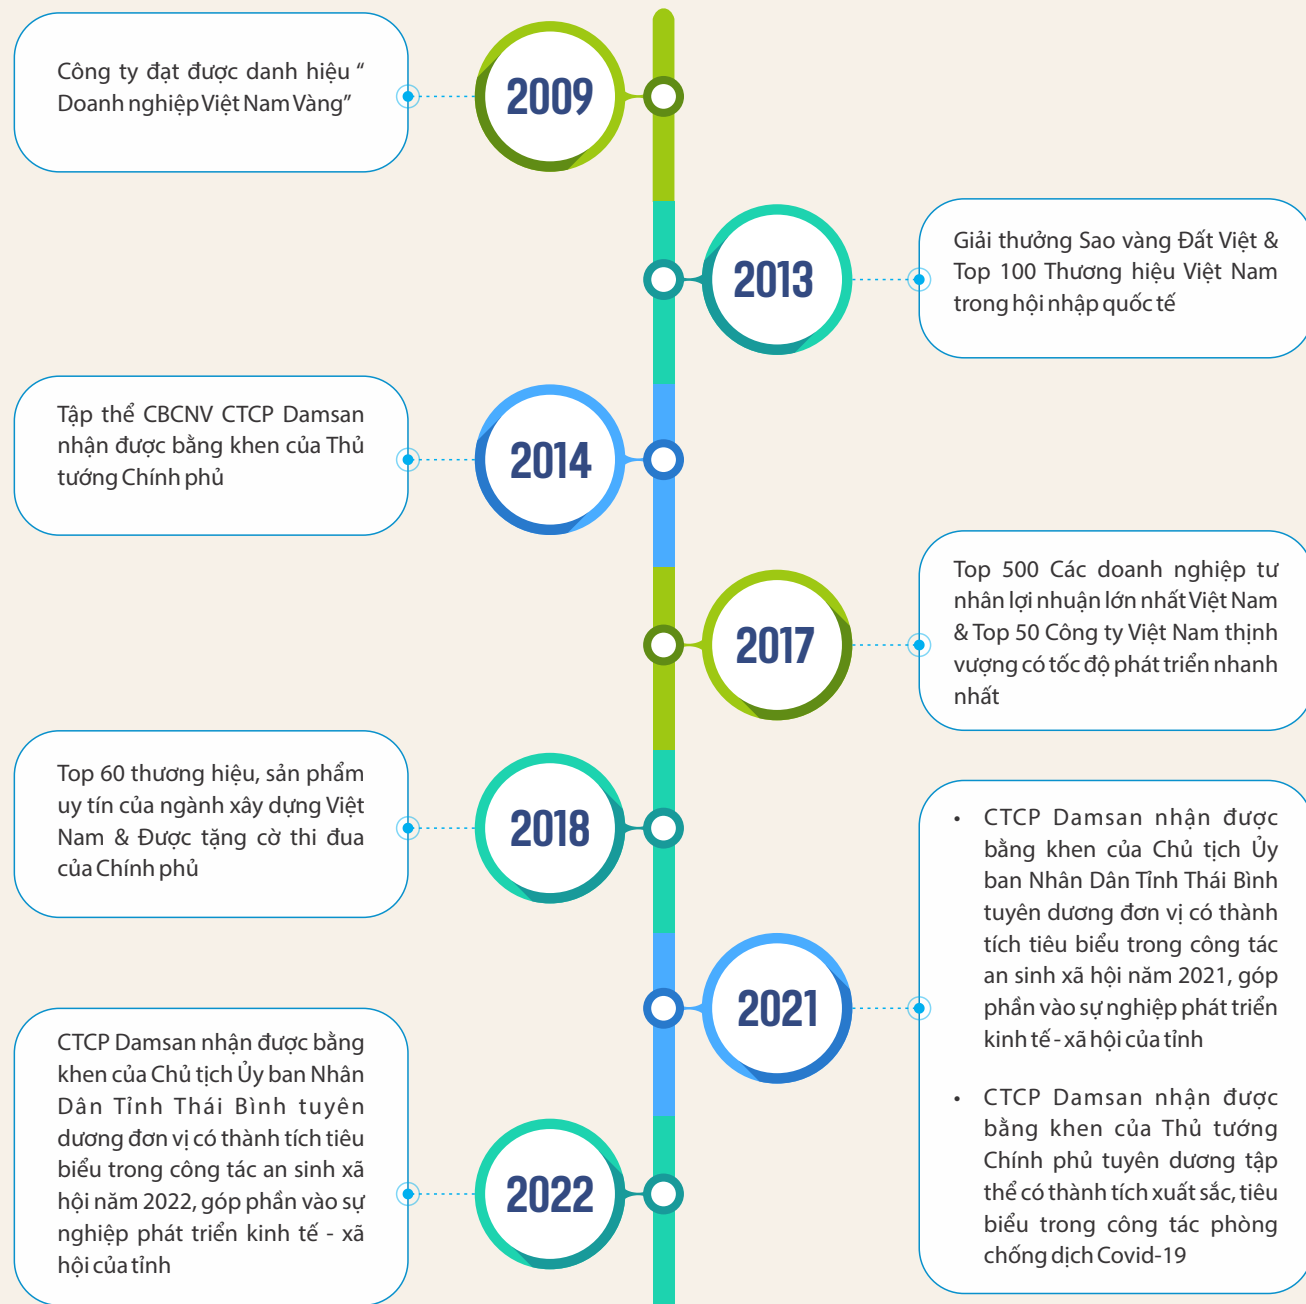 Công ty đạt được danh hiệu “
Doanh nghiệp Việt Nam Vàng”
2009
2013
Giải thưởng Sao vàng Đất Việt &
Top 100 Thương hiệu Việt Nam
trong hội nhập quốc tế
Tập thể CBCNV CTCP Damsan
nhận được bằng khen của Thủ
tướng Chính phủ
2014
2017
Top 500 Các doanh nghiệp tư
nhân lợi nhuận lớn nhất Việt Nam
& Top 50 Công ty Việt Nam thịnh
vượng có tốc độ phát triển nhanh
nhất
Top 60 thương hiệu, sản phẩm
uy tín của ngành xây dựng Việt
Nam & Được tặng cờ thi đua
của Chính phủ
2018
2021
• CTCP Damsan nhận được
bằng khen của Chủ tịch Ủy
ban Nhân Dân Tỉnh Thái Bình
tuyên dương đơn vị có thành
tích tiêu biểu trong công tác
an sinh xã hội năm 2021, góp
phần vào sự nghiệp phát triển
kinh tế - xã hội của tỉnh
• CTCP Damsan nhận được
bằng khen của Thủ tướng
Chính phủ tuyên dương tập
thể có thành tích xuất sắc, tiêu
biểu trong công tác phòng
chống dịch Covid-19
CTCP Damsan nhận được bằng
khen của Chủ tịch Ủy ban Nhân
Dân Tỉnh Thái Bình tuyên
dương đơn vị có thành tích tiêu
biểu trong công tác an sinh xã
hội năm 2022, góp phần vào sự
nghiệp phát triển kinh tế - xã
hội của tỉnh
2022